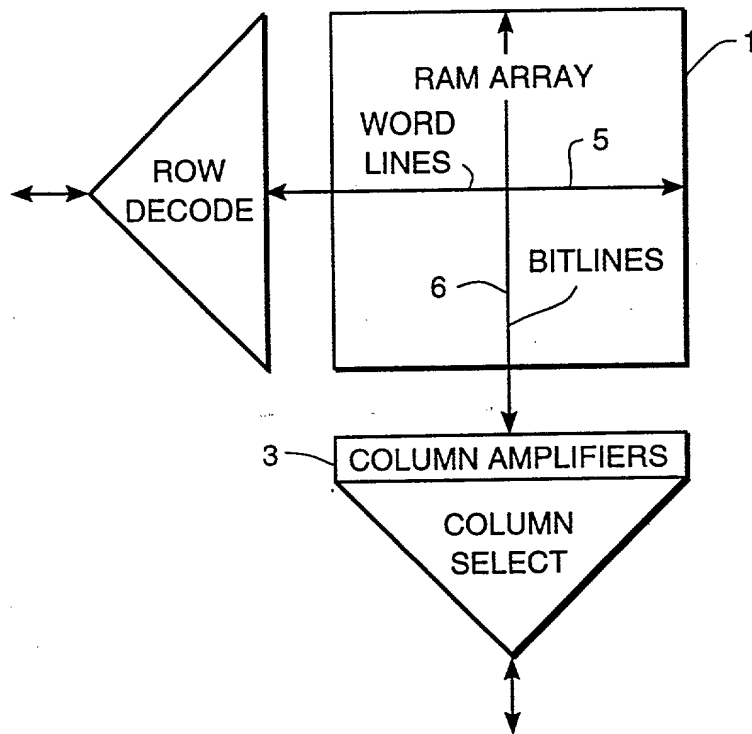 1
RAM ARRAY
WORD
LINES
5
ROW
DECODE
6
BITLINES
3
COLUMN AMPLIFIERS
COLUMN
SELECT